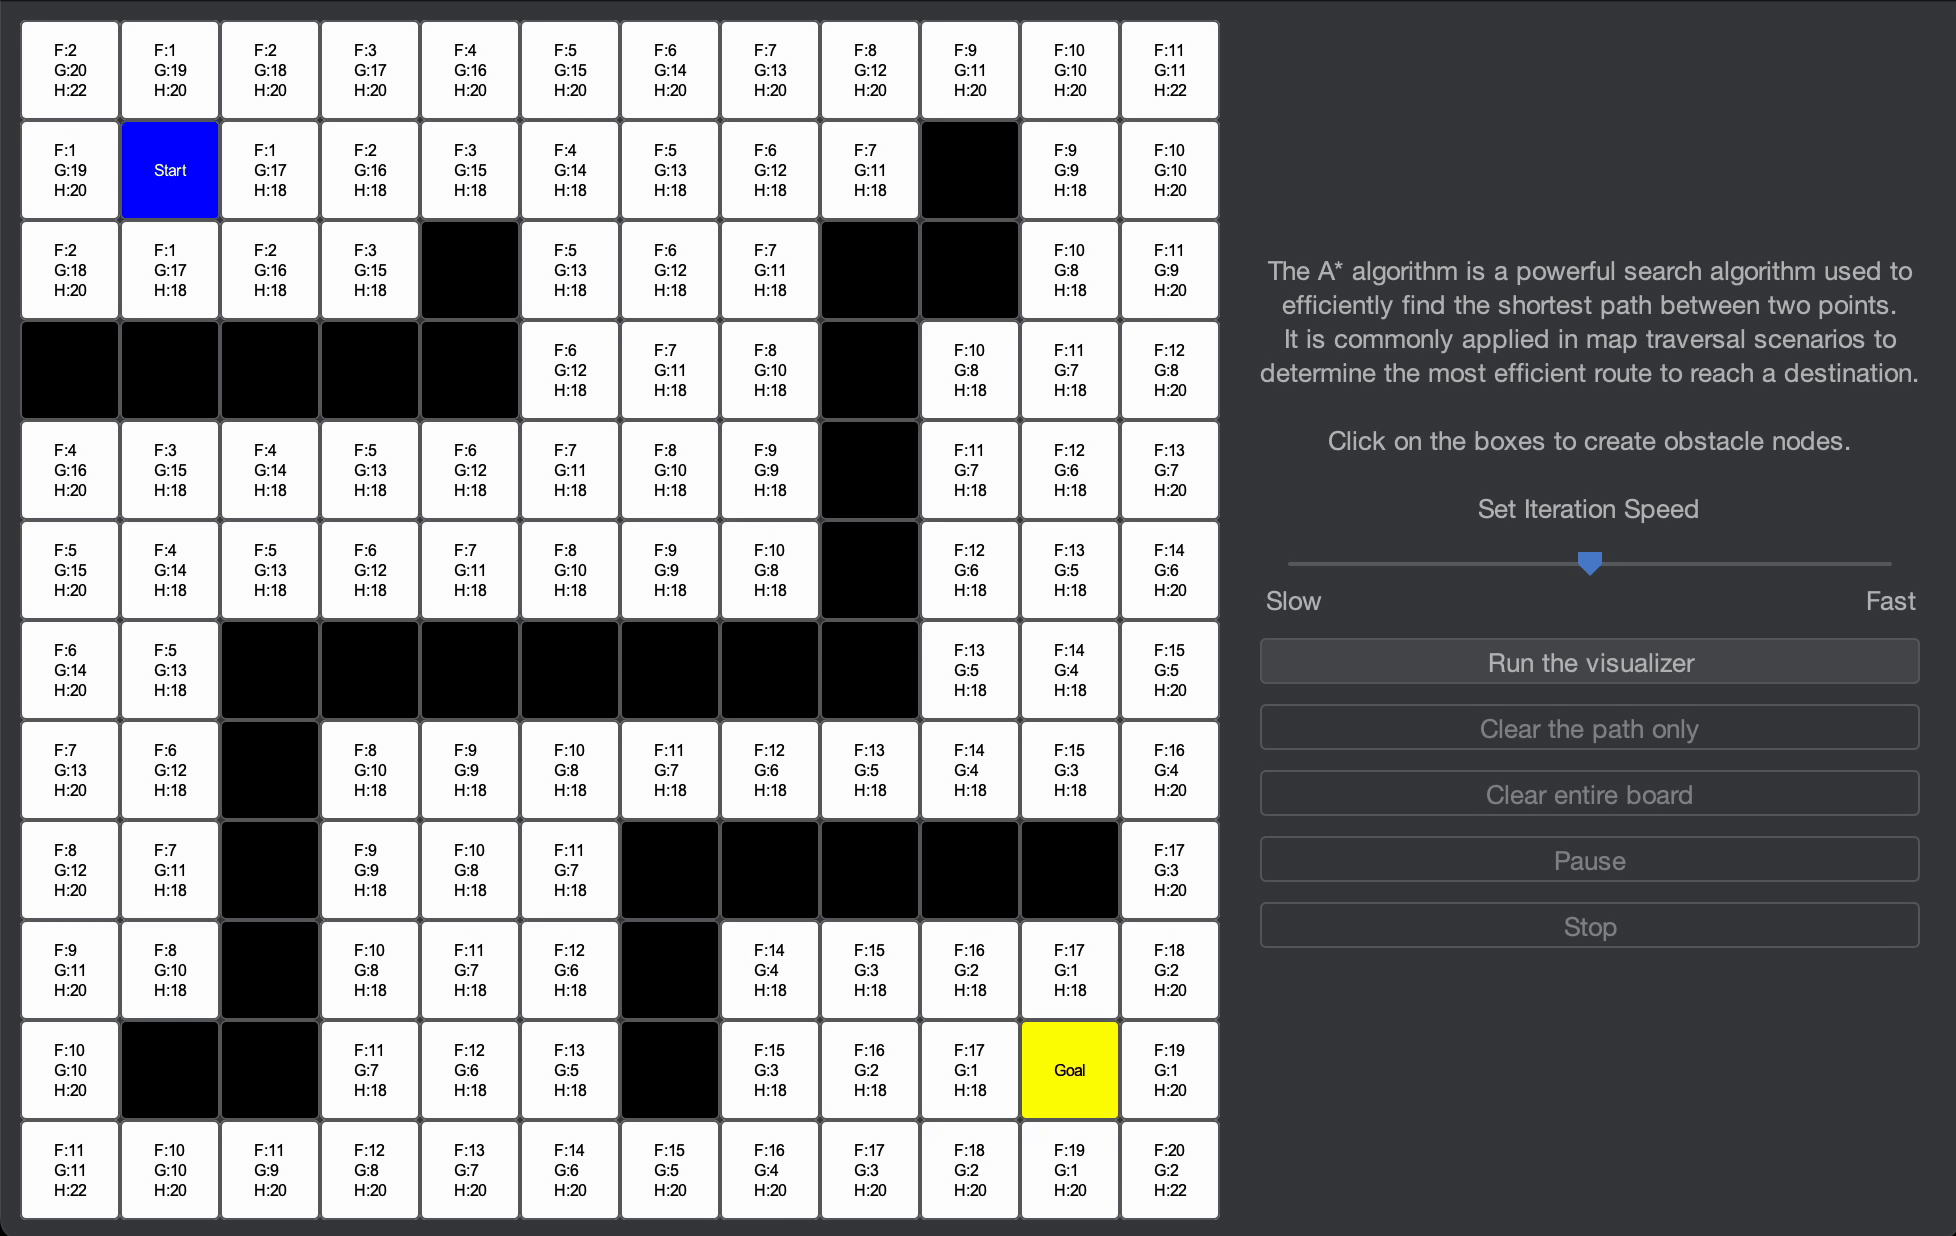 F:2 F:1 F:2 F:3 F:4 F:5 F:6 F:7 F:8 F:9 F:10 F:11
G:20 G:19 G:18 G:17 G:16 G:15 G:14 G:13 G:12 G:11 G:10 G:11
H:22 H:20 H:20 H:20 H:20 H:20 H:20 H:20 H:20 H:20 H:20 H:22
F:1 F:1 F:2 F:3 F:4 F:5 F:6 F:7 F:9 F:10
G:19 Start G:17 G:16 G:15 G:14 G:13 G:12 G:11 G:9 G:10
H:20 H:18 H:18 H:18 H:18 H:18 H:18 H:18 H:18 H:20
F:2 F:1 F:2 F:3 F:5 F:6 F:7 F:10 F:11
G:18 G:17 G:16 G:15 G:13 G:12 G:11 G:8 G:9
H:20 H:18 H:18 H:18 H:18 H:18 H:18 H:18 H:20
F:6 F:7 F:8 F:10 F:11 F:12
G:12 G:11 G:10 G:8 G:7 G:8
H:18 H:18 H:18 H:18 H:18 H:20
F:4 F:3 F:4 F:5 F:6 F:7 F:8 F:9 F:11 F:12 F:13
G:16 G:15 G:14 G:13 G:12 G:11 G:10 G:9 G:7 G:6 G:7
H:20 H:18 H:18 H:18 H:18 H:18 H:18 H:18 H:18 H:18 H:20
F:5 F:4 F:5 F:6 F:7 F:8 F:9 F:10 F:12 F:13 F:14
G:15 G:14 G:13 G:12 G:11 G:10 G:9 G:8 G:6 G:5 G:6
H:20 H:18 H:18 H:18 H:18 H:18 H:18 H:18 H:18 H:18 H:20
F:6 F:5 F:13 F:14 F:15
G:14 G:13 G:5 G:4 G:5
H:20 H:18 H:18 H:18 H:20
F:7 F:6 F:8 F:9 F:10 F:11 F:12 F:13 F:14 F:15 F:16
G:13 G:12 G:10 G:9 G:8 G:7 G:6 G:5 G:4 G:3 G:4
H:20 H:18 H:18 H:18 H:18 H:18 H:18 H:18 H:18 H:18 H:20
F:8 F:7 F:9 F:10 F:11 F:17
G:12 G:11 G:9 G:8 G:7 G:3
H:20 H:18 H:18 H:18 H:18 H:20
F:9 F:8 F:10 F:11 F:12 F:14 F:15 F:16 F:17 F:18
G:11 G:10 G:8 G:7 G:6 G:4 G:3 G:2 G:1 G:2
H:20 H:18 H:18 H:18 H:18 H:18 H:18 H:18 H:18 H:20
F:10 F:11 F:12 F:13 F:15 F:16 F:17 F:19
G:10 G:7 G:6 G:5 G:3 G:2 G:1 Goal G:1
H:20 H:18 H:18 H:18 H:18 H:18 H:18 H:20
F:11 F:10 F:11 F:12 F:13 F:14 F:15 F:16 F:17 F:18 F:19 F:20
G:11 G:10 G:9 G:8 G:7 G:6 G:5 G:4 G:3 G:2 G:1 G:2
H:22 H:20 H:20 H:20 H:20 H:20 H:20 H:20 H:20 H:20 H:20 H:22
The A* algorithm is a powerful search algorithm used to
efficiently find the shortest path between two points.
It is commonly applied in map traversal scenarios to
determine the most efficient route to reach a destination.
Click on the boxes to create obstacle nodes.
Set Iteration Speed
Slow Fast
Run the visualizer
Clear the path only
Clear entire board
Pause
Stop